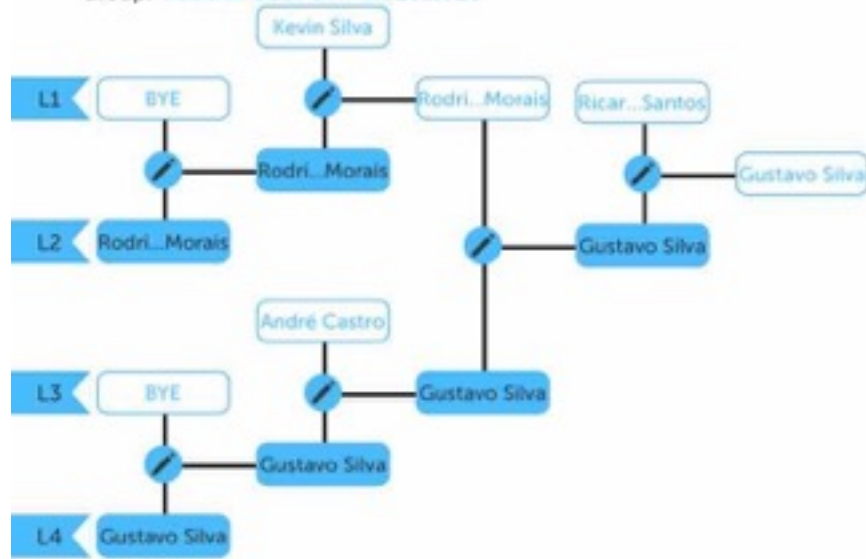 Kevin Silva
L1
BYE
Rodri...Morais
Ricar...Santos
Rodri...Morais
Gustavo Silva
L2
Rodri...Morais
Gustavo Silva
André Castro
L3
BYE
Gustavo Silva
Gustavo Silva
L4
Gustavo Silva